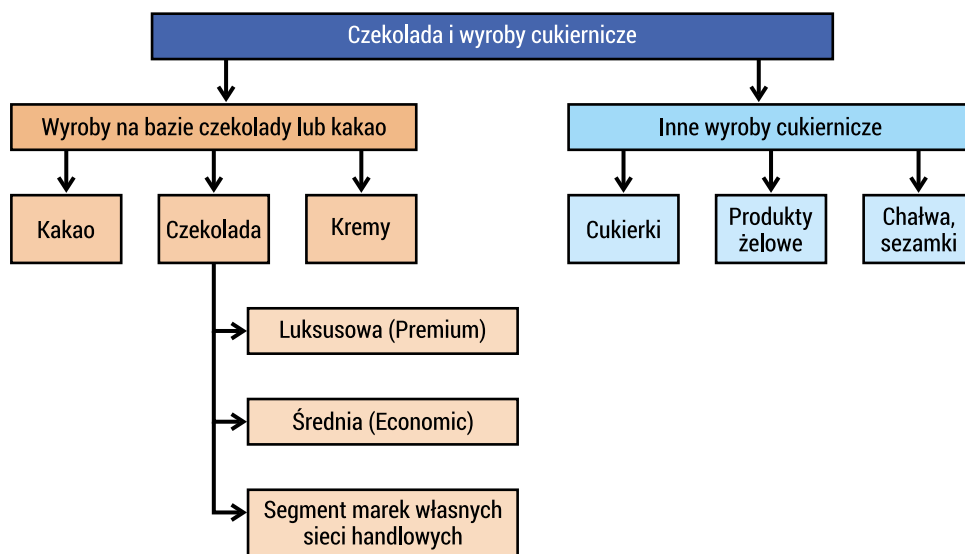 Czekolada i wyroby cukiernicze
Wyroby na bazie czekolady lub kakao
Inne wyroby cukiernicze
Kakao
Czekolada
Kremy
Cukierki
Produkty
żelowe
Chałwa,
sezamki
Luksusowa (Premium)
Średnia (Economic)
Segment marek własnych
sieci handlowych